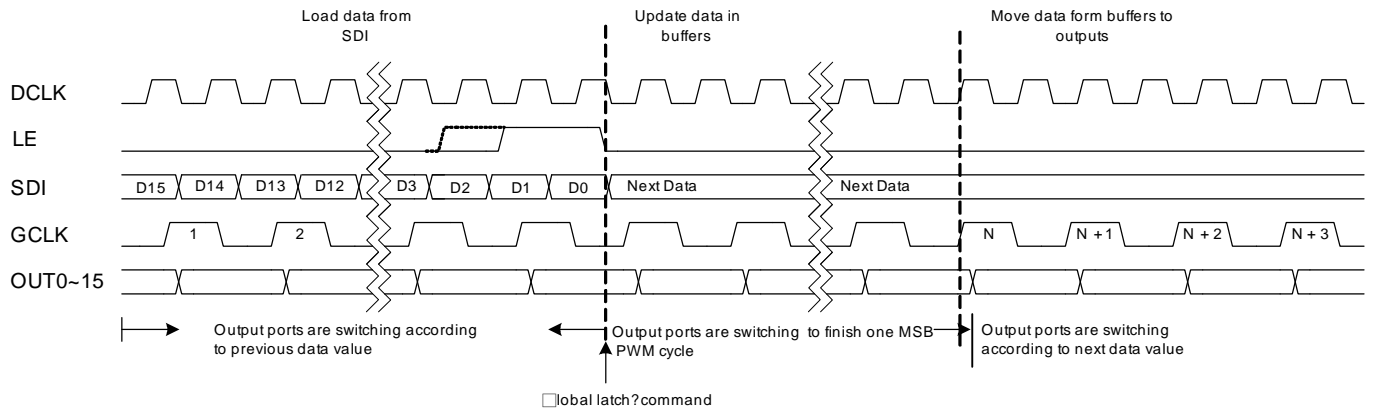 Load data from
SDI
Update data in
buffers
Move data form buffers to
outputs
DCLK
LE
SDI
D15
D14
D13
D12
D3
D2
D1
D0
Next Data
Next Data
GCLK
1
2
N
N +1
N + 2
N + 3
OUT0~15
Output ports are switching according
to previous data value
Output ports are switching to finish one MSB
PWM cycle
Output ports are switching
according to next data value
□lobal latch?command